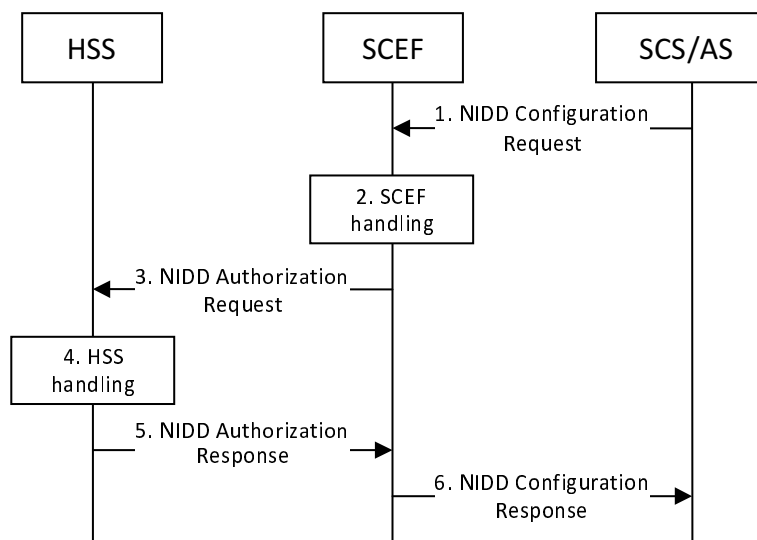 HSS
SCEF
SCS/AS
1. NIDD Configuration
Request
2. SCEF
handling
3. NIDD Authorization
Request
4. HSS
handling
5. NIDD Authorization
Response
6. NIDD Configuration
Response